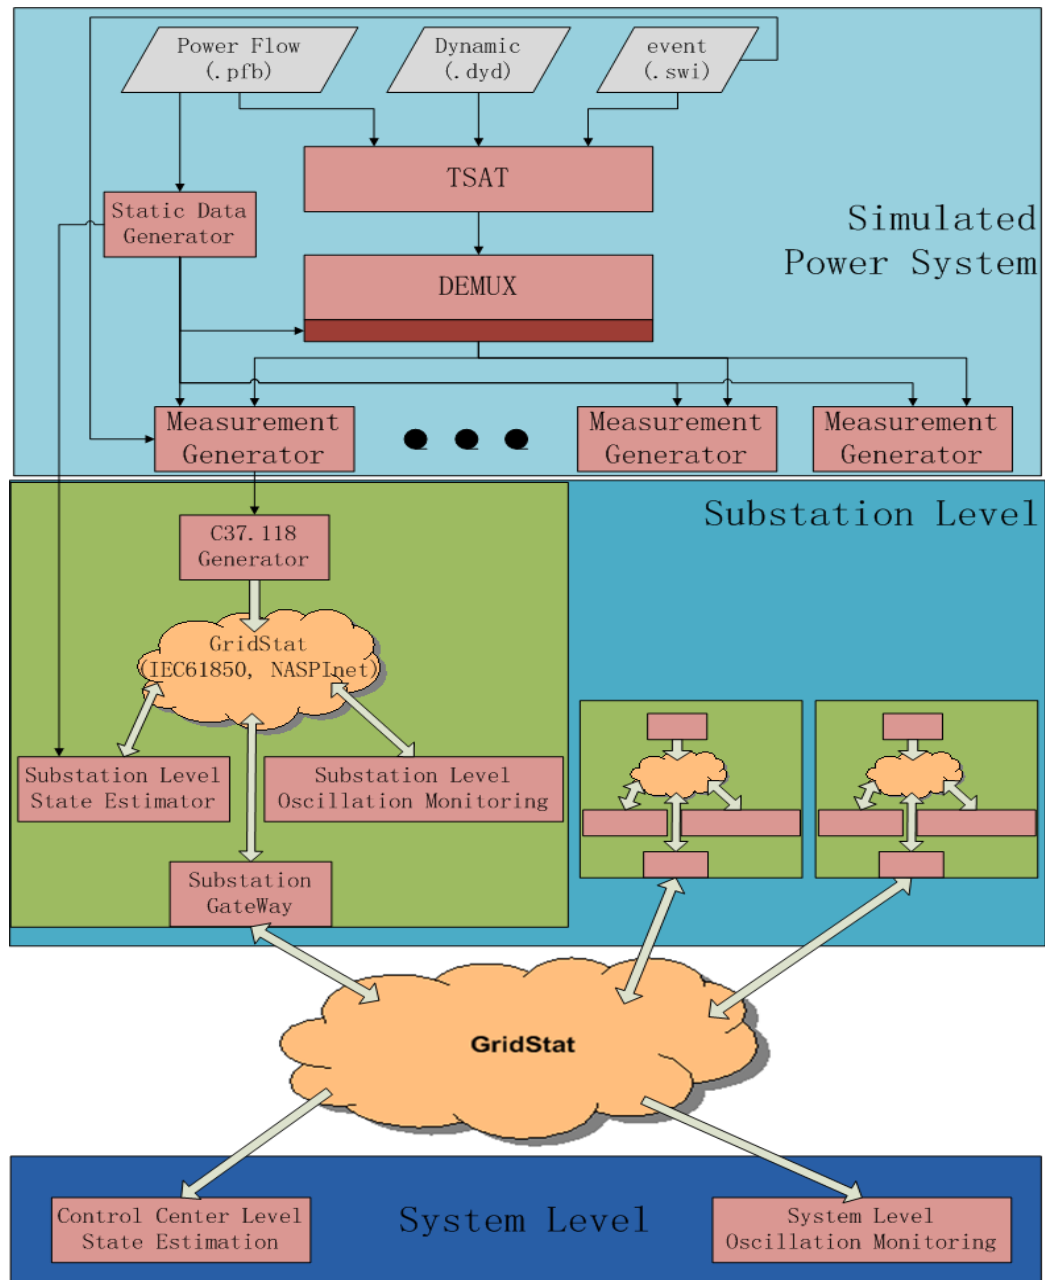 Power Flow
(.pfb)
Dynamic
(.dyd)
event
(.swi)
TSAT
Static Data
Generator
Simulated
Power System
DEMUX
Measurement
Generator
Measurement
Generator
Measurement
Generator
Substation Level
C37.118
Generator
GridStat
(IEC61850, NASPInet)
Substation Level
State Estimator
Substation Level
Oscillation Monitoring
Substation
GateWay
GridStat
Control Center Level
State Estimation
System Level
System Level
Oscillation Monitoring